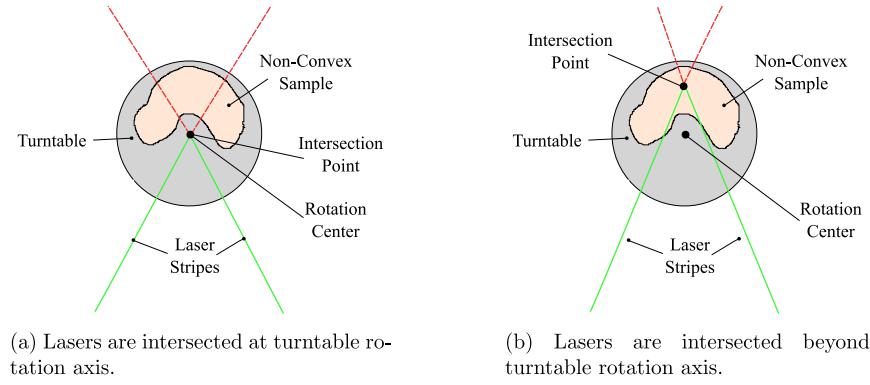 Non-Convex
Sample
Turntable
Intersection
Point
Rotation
Center
Laser
Stripes
(a) Lasers are intersected at turntable ro-
tation axis.
Intersection
Point
Non-Convex
Sample
Turntable
Rotation
Center
Laser
Stripes
(b) Lasers are intersected beyond
turntable rotation axis.